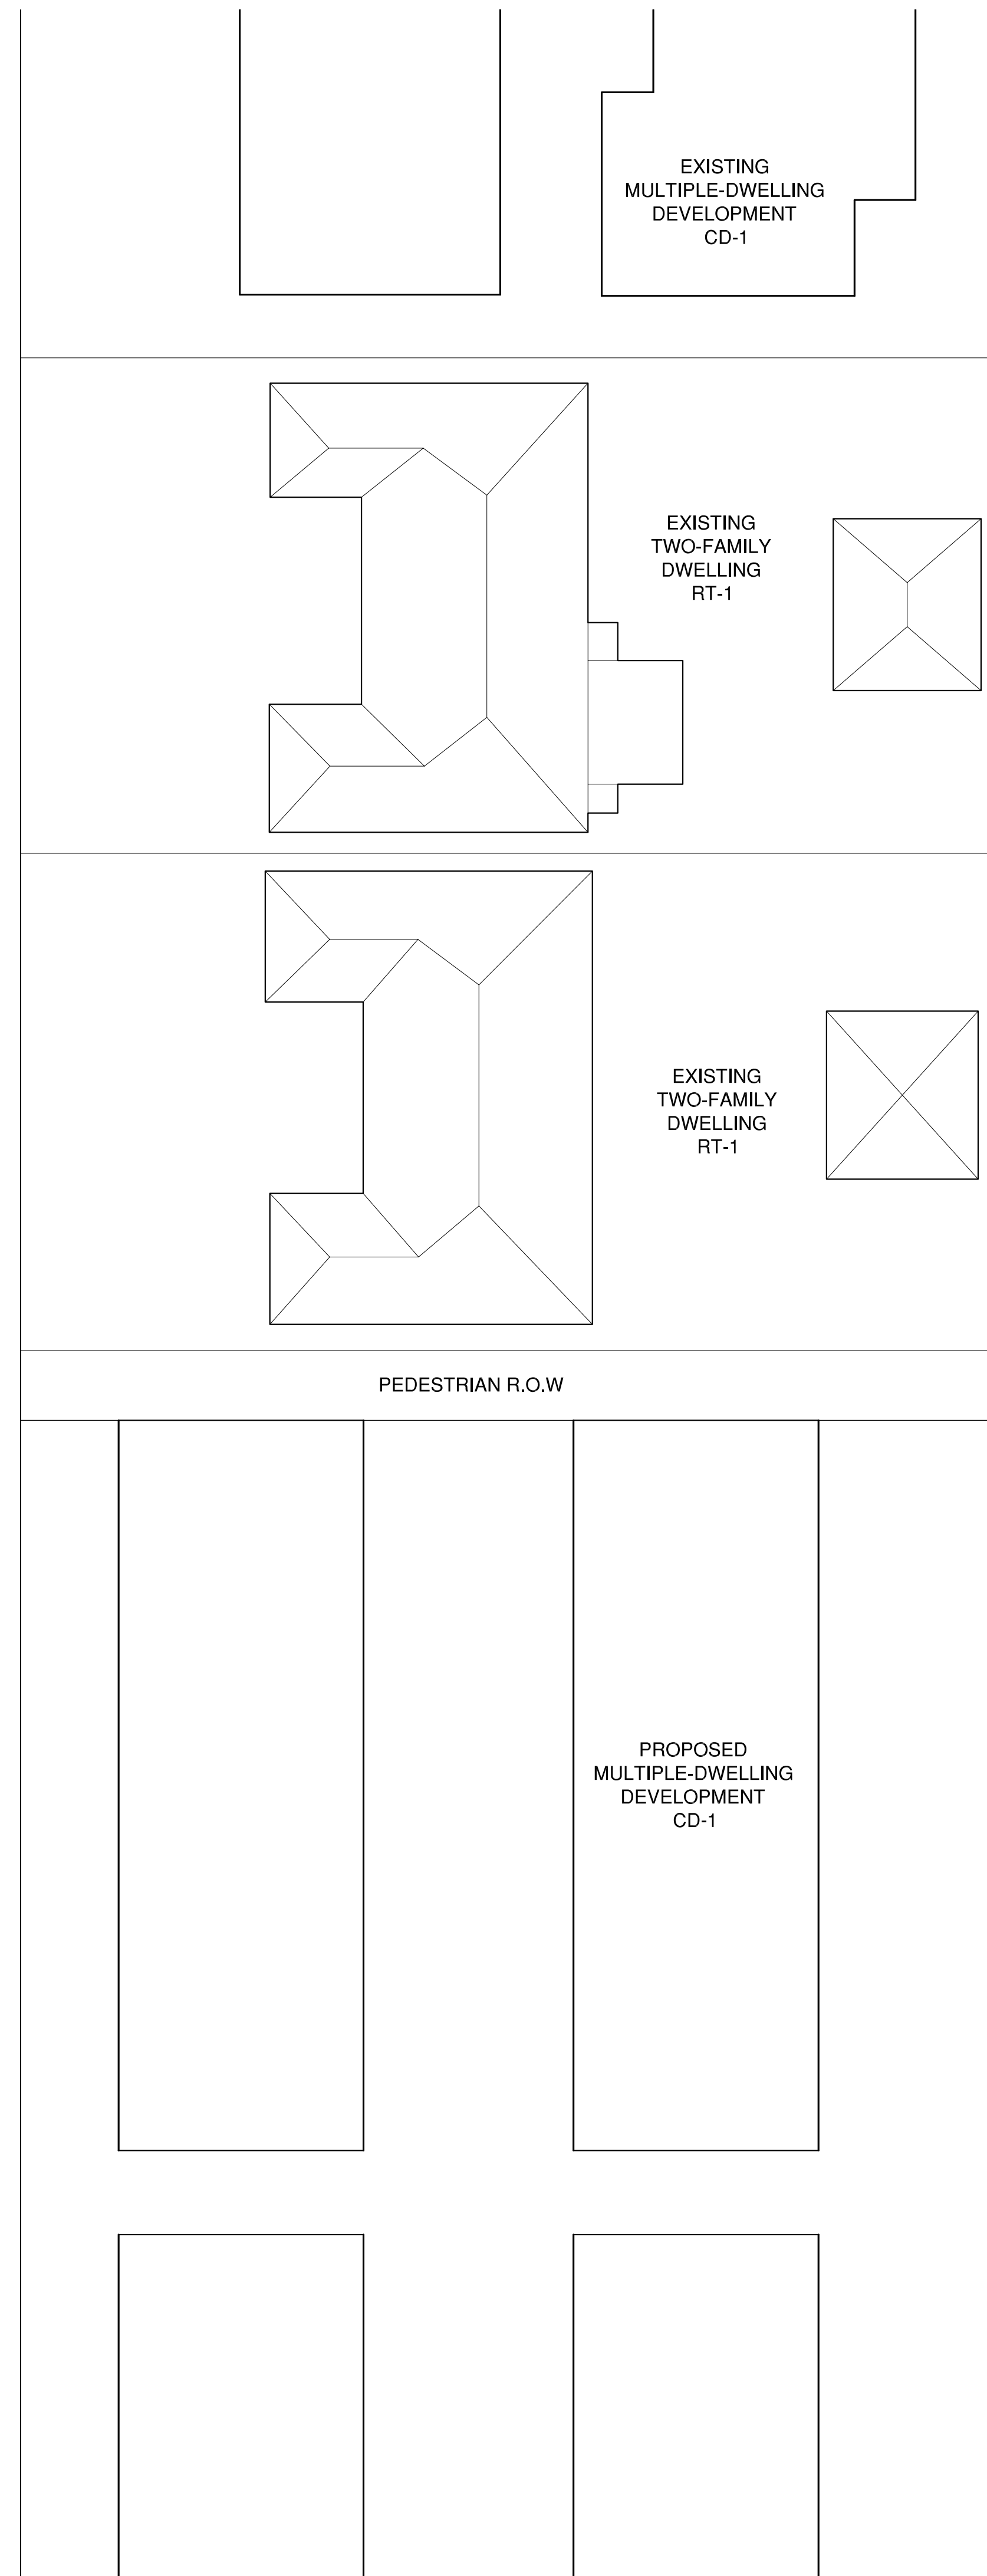 EXISTING
MULTIPLE-DWELLING
DEVELOPMENT
CD-1
EXISTING
TWO-FAMILY
DWELLING
RT-1
EXISTING
TWO-FAMILY
DWELLING
RT-1
PEDESTRIAN R.O.W
PROPOSED
MULTIPLE-DWELLING
DEVELOPMENT
CD-1